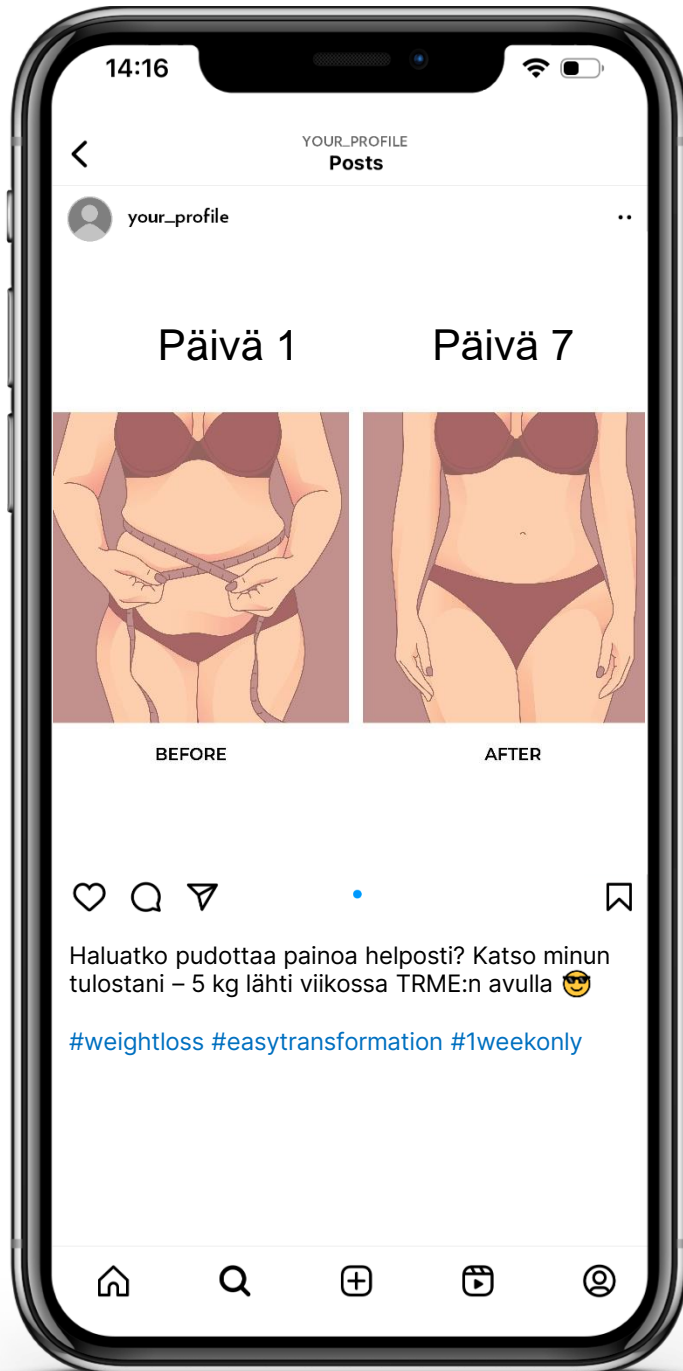 14:16
YOUR_PROFILE
Posts
your_profile
Päivä 1
Päivä 7
BEFORE
AFTER
Haluatko pudottaa painoa helposti? Katso minun
tulostani – 5 kg lähti viikossa TRME:n avulla 😎
#weightloss #easytransformation #1weekonly